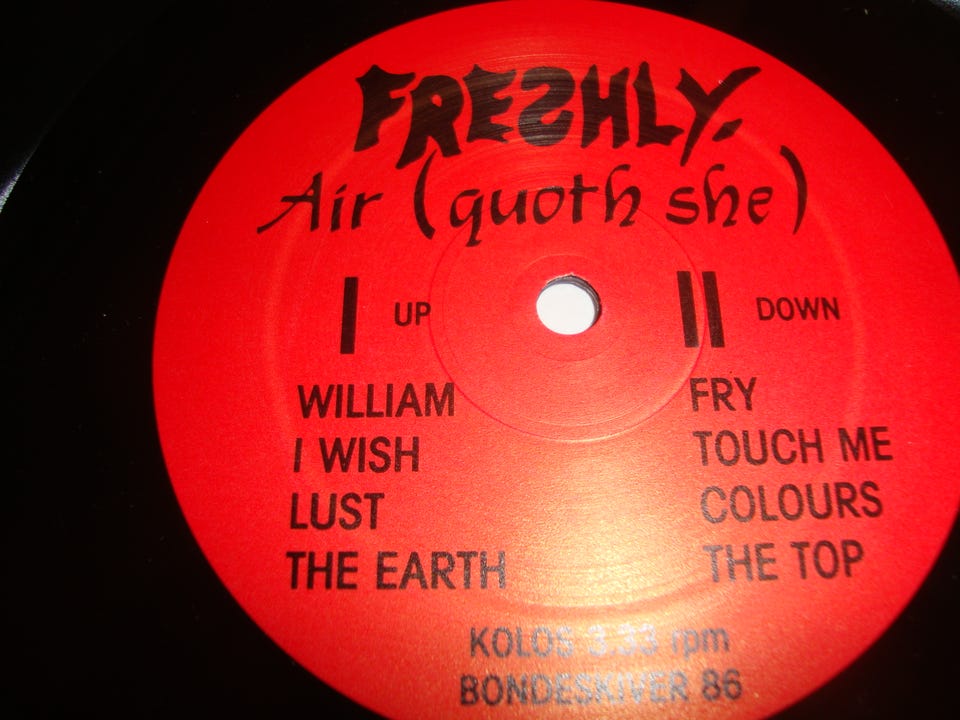 FRESHLY.
Air (quoth she)
I UP
II DOWN
WILLIAM
I WISH
LUST
THE EARTH
FRY
TOUCH ME
COLOURS
THE TOP
KOLOS 3.33 rpm
BONDESKIVER 86